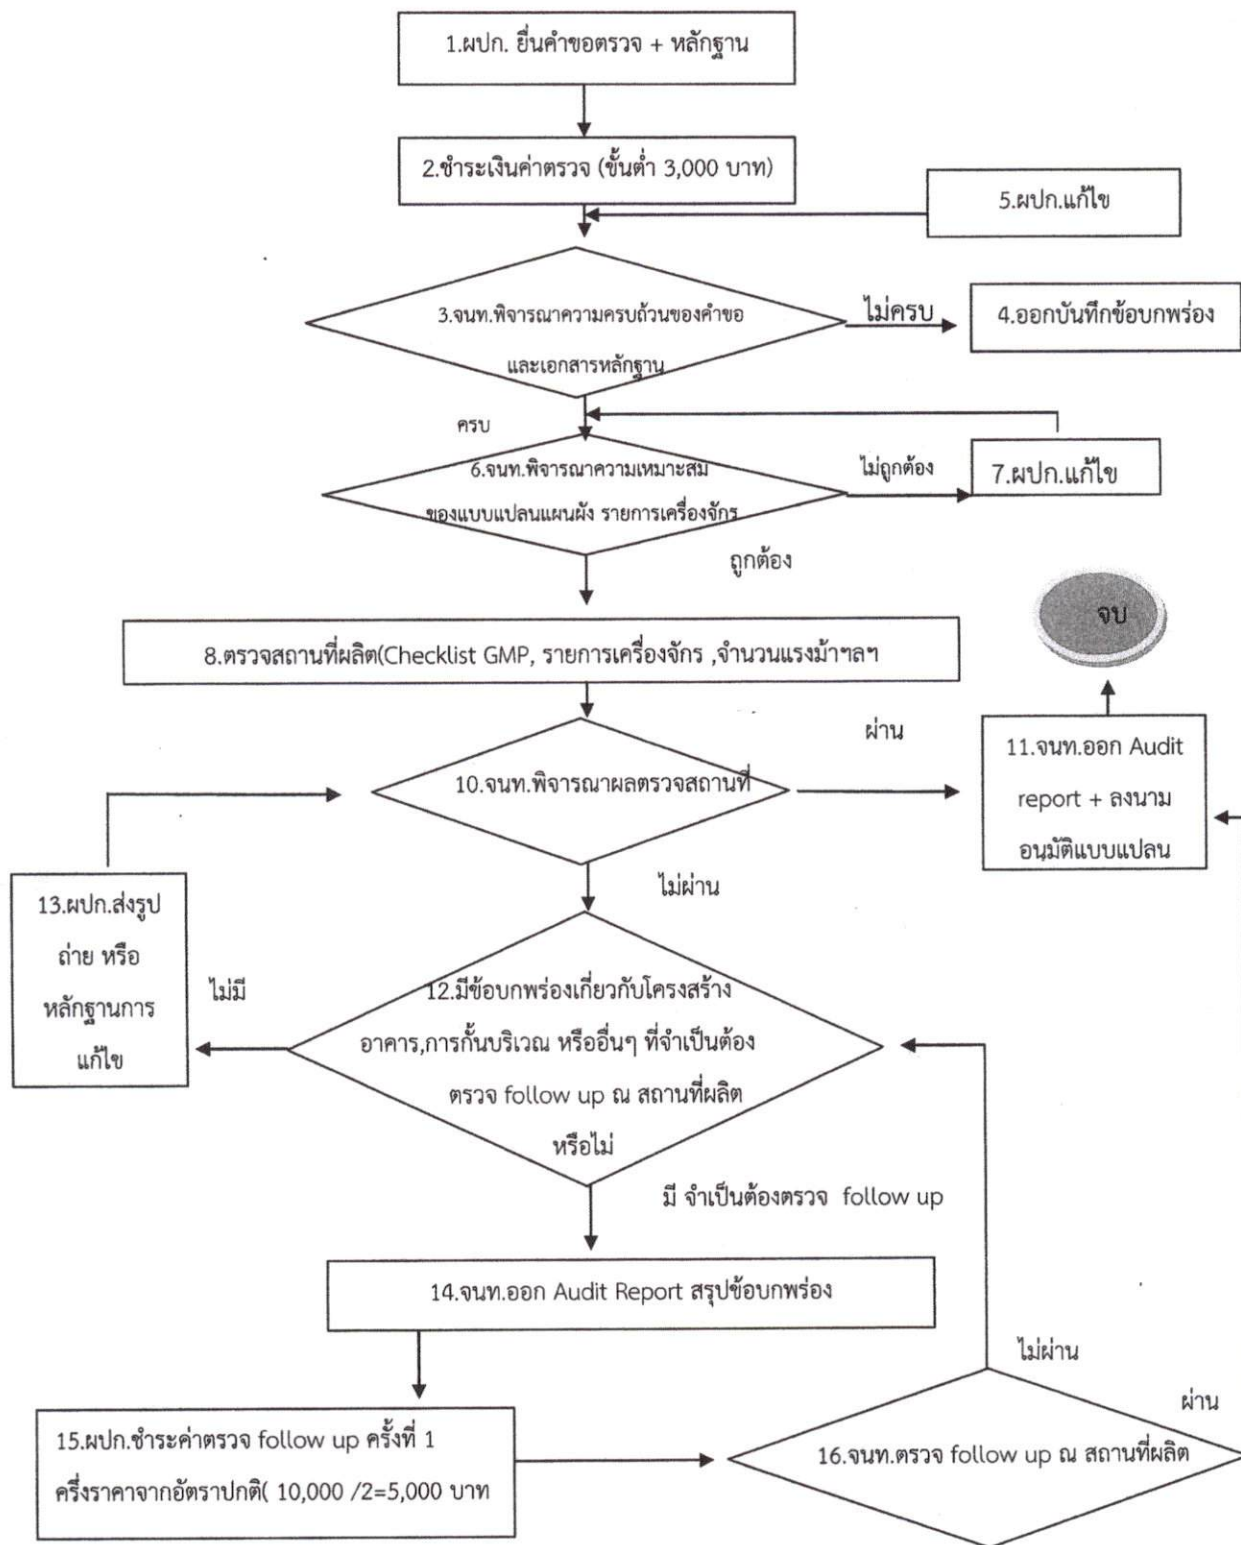 1.ผปก. ยื่นคำขอตรวจ + หลักฐาน
2.ชำระเงินค่าตรวจ (ขั้นต่ำ 3,000 บาท)
5.ผปก.แก้ไข
3.จนท.พิจารณาความครบถ้วนของคำขอ
และเอกสารหลักฐาน
ไม่ครบ
4.ออกบันทึกข้อบกพร่อง
ครบ
6.จนท.พิจารณาความเหมาะสม
ของแบบแปลนแผนผัง รายการเครื่องจักร
ไม่ถูกต้อง
7.ผปก.แก้ไข
ถูกต้อง
จบ
8.ตรวจสถานที่ผลิต(Checklist GMP, รายการเครื่องจักร ,จำนวนแรงม้าฯลฯ
10.จนท.พิจารณาผลตรวจสถานที่
ผ่าน
11.จนท.ออก Audit
report + ลงนาม
อนุมัติแบบแปลน
ไม่ผ่าน
13.ผปก.ส่งรูป
ถ่าย หรือ
หลักฐานการ
แก้ไข
ไม่มี
12.มีข้อบกพร่องเกี่ยวกับโครงสร้าง
อาคาร,การกั้นบริเวณ หรืออื่นๆ ที่จำเป็นต้อง
ตรวจ follow up ณ สถานที่ผลิต
หรือไม่
มี จำเป็นต้องตรวจ follow up
14.จนท.ออก Audit Report สรุปข้อบกพร่อง
ไม่ผ่าน
ผ่าน
15.ผปก.ชำระค่าตรวจ follow up ครั้งที่ 1
ครึ่งราคาจากอัตราปกติ( 10,000 /2=5,000 บาท
16.จนท.ตรวจ follow up ณ สถานที่ผลิต